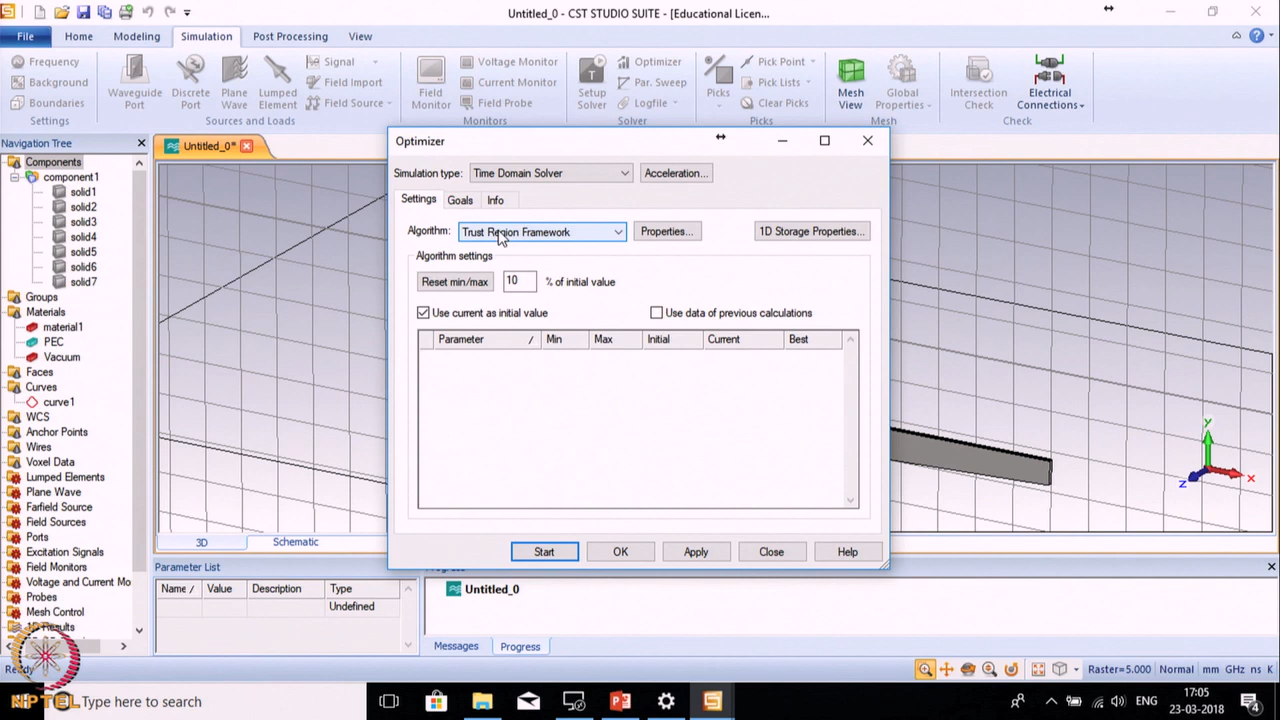 Untitled_0 - CST STUDIO SUITE - [Educational Licen...
File Home Modeling Simulation Post Processing View
Frequency
Background
Boundaries
Settings
Waveguide Port
Discrete Port
Plane Wave
Lumped Element
Signal
Field Import
Field Source
Sources and Loads
Field Monitor
Voltage Monitor
Current Monitor
Field Probe
Monitors
Setup Solver
Optimizer
Par. Sweep
Logfile
Solver
Picks
Pick Point
Pick Lists
Clear Picks
Picks
Mesh View
Global Properties
Mesh
Intersection Check
Electrical Connections
Check
Navigation Tree
Components
component1
solid1
solid2
solid3
solid4
solid5
solid6
solid7
Groups
Materials
material1
PEC
Vacuum
Faces
Curves
curve1
WCS
Anchor Points
Wires
Voxel Data
Lumped Elements
Plane Wave
Farfield Source
Field Sources
Ports
Excitation Signals
Field Monitors
Voltage and Current Mo
Probes
Mesh Control
1D Results
Untitled_0*
Optimizer
Simulation type: Time Domain Solver Acceleration...
Settings Goals Info
Algorithm: Trust Region Framework Properties... 1D Storage Properties...
Algorithm settings
Reset min/max 10 % of initial value
Use current as initial value Use data of previous calculations
Parameter / Min Max Initial Current Best
Start OK Apply Close Help
y
x
z
3D Schematic
Parameter List
Name / Value Description Type
Undefined
Untitled_0
Messages Progress
Ready
Raster=5.000 Normal mm GHz ns K
NPTEL
Type here to search
ENG
17:05
23-03-2018
4